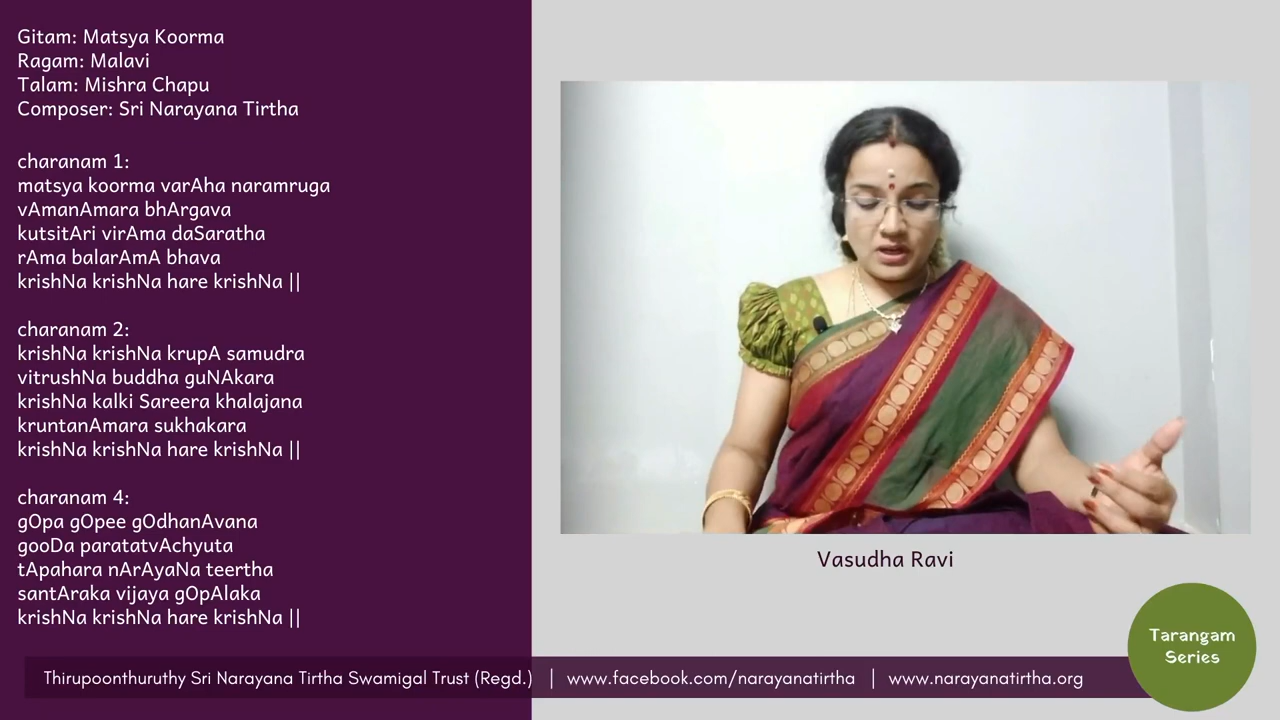 Gitam: Matsya Koorma
Ragam: Malavi
Talam: Mishra Chapu
Composer: Sri Narayana Tirtha
charanam 1:
matsya koorma varAha naramruga
vAmanAmara bhArgava
kutsitAri virAma daSaratha
rAma balarAmA bhava
krishNa krishNa hare krishNa ||
charanam 2:
krishNa krishNa krupA samudra
vitrushNa buddha guNAkara
krishNa kalki Sareera khalajana
kruntanAmara sukhakara
krishNa krishNa hare krishNa ||
charanam 4:
gOpa gOpee gOdhanAvana
gooDa paratatvAchyuta
tApahara nArAyaNa teertha
santAraka vijaya gOpAlaka
krishNa krishNa hare krishNa ||
Vasudha Ravi
Tarangam
Series
Thirupoonthuruthy Sri Narayana Tirtha Swamigal Trust (Regd.) | www.facebook.com/narayanatirtha | www.narayanatirtha.org